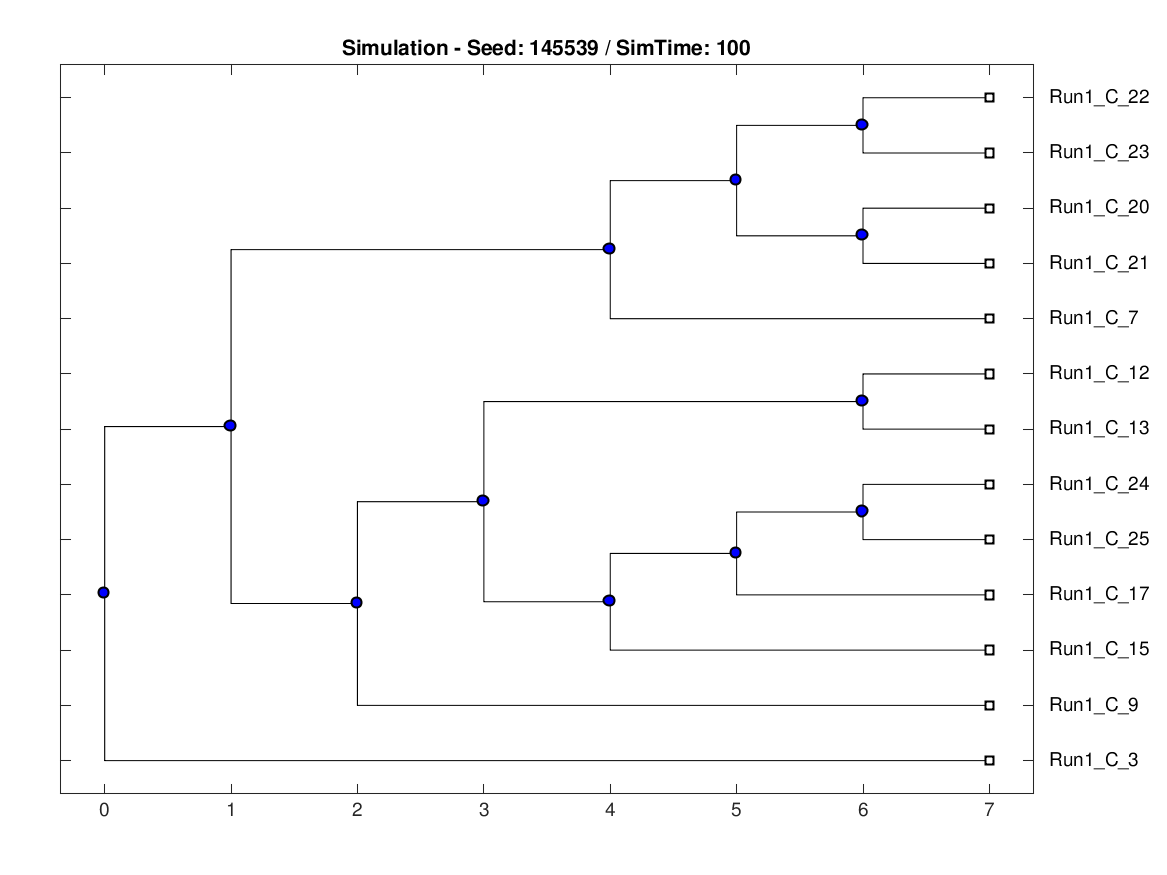 Simulation - Seed: 145539 / SimTime: 100
Run1_C_22
Run1_C_23
Run1_C_20
Run1_C_21
Run1_C_7
Run1_C_12
Run1_C_13
Run1_C_24
Run1_C_25
Run1_C_17
Run1_C_15
Run1_C_9
Run1_C_3
0 1 2 3 4 5 6 7